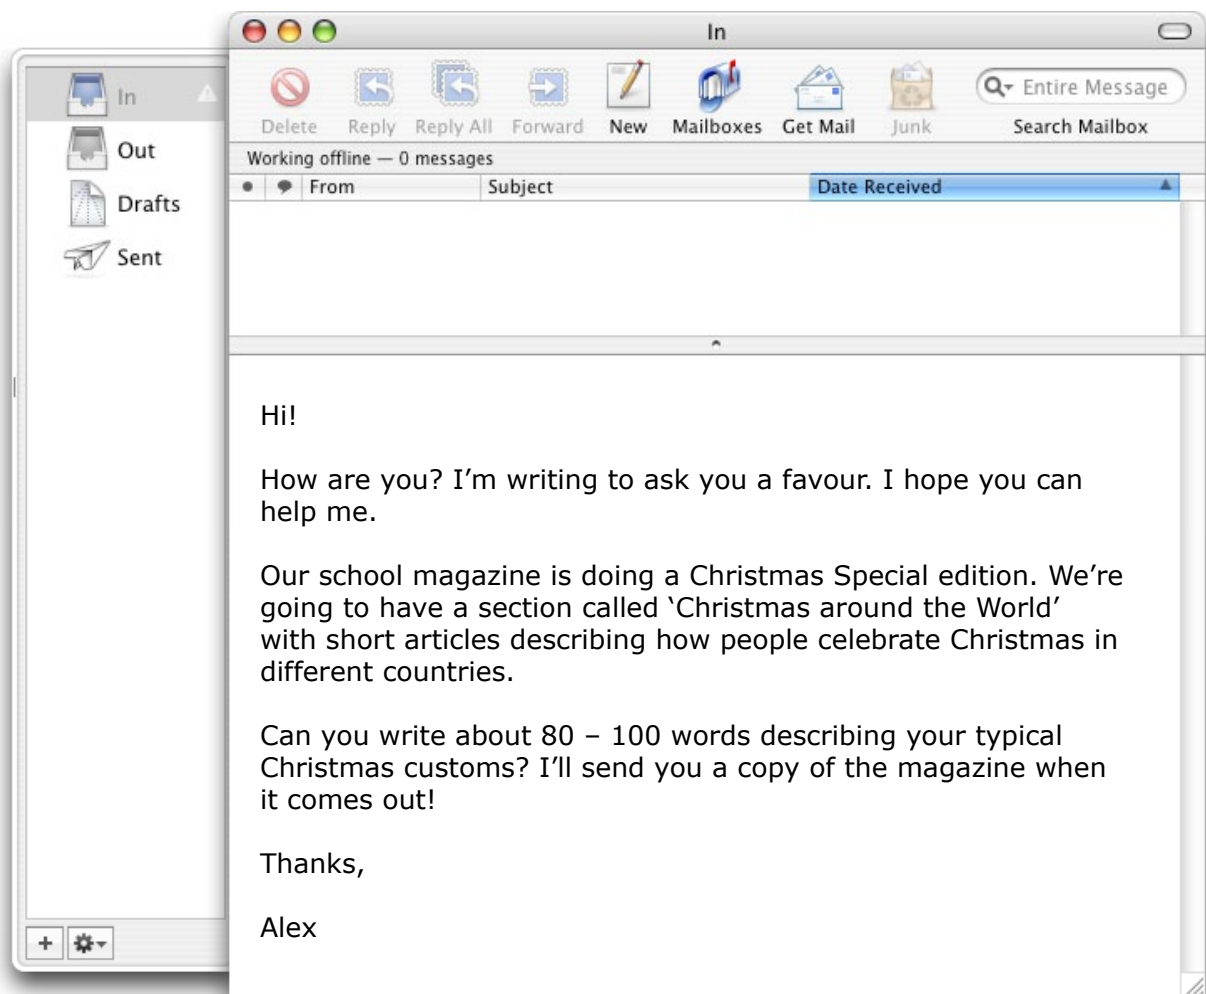 In
In
Out
Drafts
Sent
Delete Reply Reply All Forward New Mailboxes Get Mail Junk Entire Message
Search Mailbox
Working offline — 0 messages
From Subject Date Received
Hi!
How are you? I’m writing to ask you a favour. I hope you can
help me.
Our school magazine is doing a Christmas Special edition. We’re
going to have a section called ‘Christmas around the World’
with short articles describing how people celebrate Christmas in
different countries.
Can you write about 80 – 100 words describing your typical
Christmas customs? I’ll send you a copy of the magazine when
it comes out!
Thanks,
Alex